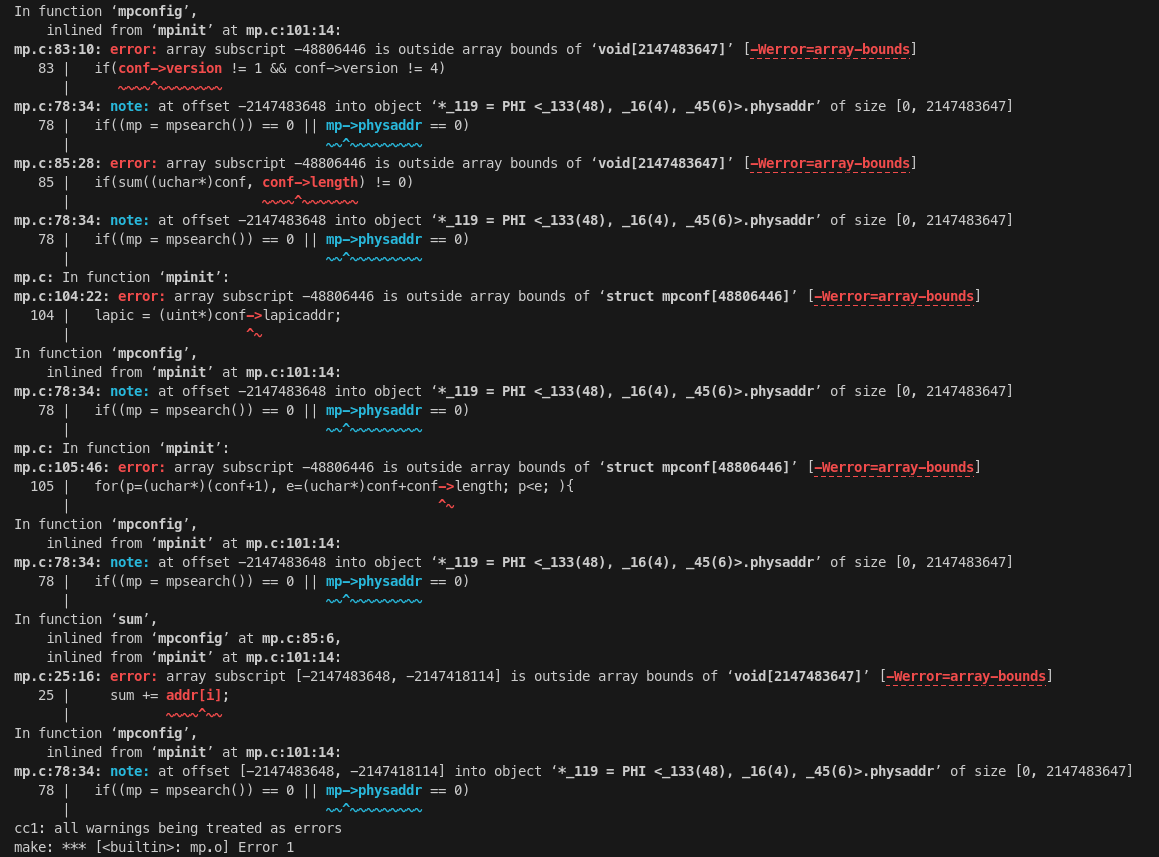 In function ‘mpconfig’,
    inlined from ‘mpinit’ at mp.c:101:14:
mp.c:83:10: error: array subscript −48806446 is outside array bounds of ‘void[2147483647]’ [−Werror=array−bounds]
   83 |   if(conf−>version != 1 && conf−>version != 4)
      |      ~~~~^~~~~~~~~
mp.c:78:34: note: at offset −2147483648 into object ‘*_119 = PHI <_133(48), _16(4), _45(6)>.physaddr’ of size [0, 2147483647]
   78 |   if((mp = mpsearch()) == 0 || mp−>physaddr == 0)
      |                                ~~^~~~~~~~~~
mp.c:85:28: error: array subscript −48806446 is outside array bounds of ‘void[2147483647]’ [−Werror=array−bounds]
   85 |   if(sum((uchar*)conf, conf−>length) != 0)
      |                        ~~~~^~~~~~~~
mp.c:78:34: note: at offset −2147483648 into object ‘*_119 = PHI <_133(48), _16(4), _45(6)>.physaddr’ of size [0, 2147483647]
   78 |   if((mp = mpsearch()) == 0 || mp−>physaddr == 0)
      |                                ~~^~~~~~~~~~
mp.c: In function ‘mpinit’:
mp.c:104:22: error: array subscript −48806446 is outside array bounds of ‘struct mpconf[48806446]’ [−Werror=array−bounds]
  104 |   lapic = (uint*)conf−>lapicaddr;
      |                      ^~
In function ‘mpconfig’,
    inlined from ‘mpinit’ at mp.c:101:14:
mp.c:78:34: note: at offset −2147483648 into object ‘*_119 = PHI <_133(48), _16(4), _45(6)>.physaddr’ of size [0, 2147483647]
   78 |   if((mp = mpsearch()) == 0 || mp−>physaddr == 0)
      |                                ~~^~~~~~~~~~
mp.c: In function ‘mpinit’:
mp.c:105:46: error: array subscript −48806446 is outside array bounds of ‘struct mpconf[48806446]’ [−Werror=array−bounds]
  105 |   for(p=(uchar*)(conf+1), e=(uchar*)conf+conf−>length; p<e; ){
      |                                              ^~
In function ‘mpconfig’,
    inlined from ‘mpinit’ at mp.c:101:14:
mp.c:78:34: note: at offset −2147483648 into object ‘*_119 = PHI <_133(48), _16(4), _45(6)>.physaddr’ of size [0, 2147483647]
   78 |   if((mp = mpsearch()) == 0 || mp−>physaddr == 0)
      |                                ~~^~~~~~~~~~
In function ‘sum’,
    inlined from ‘mpconfig’ at mp.c:85:6,
    inlined from ‘mpinit’ at mp.c:101:14:
mp.c:25:16: error: array subscript [−2147483648, −2147418114] is outside array bounds of ‘void[2147483647]’ [−Werror=array−bounds]
   25 |     sum += addr[i];
      |            ~~~~^~~
In function ‘mpconfig’,
    inlined from ‘mpinit’ at mp.c:101:14:
mp.c:78:34: note: at offset [−2147483648, −2147418114] into object ‘*_119 = PHI <_133(48), _16(4), _45(6)>.physaddr’ of size [0, 2147483647]
   78 |   if((mp = mpsearch()) == 0 || mp−>physaddr == 0)
      |                                ~~^~~~~~~~~~
cc1: all warnings being treated as errors
make: *** [<builtin>: mp.o] Error 1